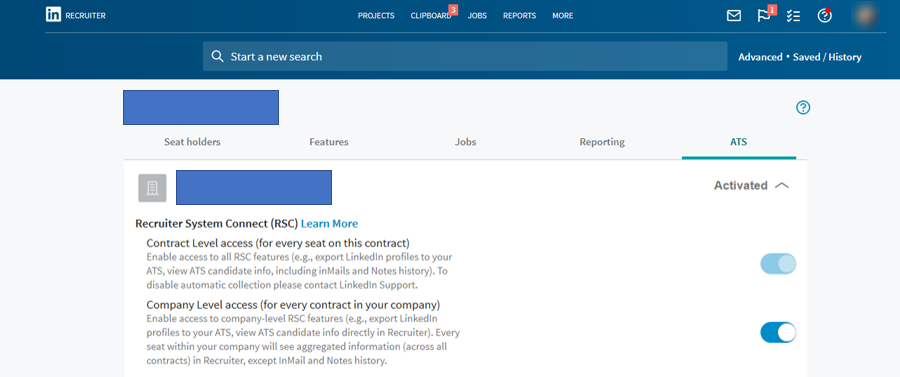 in RECRUITER PROJECTS CLIPBOARD 3 JOBS REPORTS MORE 1
Start a new search Advanced • Saved / History
Seat holders Features Jobs Reporting ATS
Activated
Recruiter System Connect (RSC) Learn More
Contract Level access (for every seat on this contract)
Enable access to all RSC features (e.g., export LinkedIn profiles to your
ATS, view ATS candidate info, including inMails and Notes history). To
disable automatic collection please contact LinkedIn Support.
Company Level access (for every contract in your company)
Enable access to company-level RSC features (e.g., export LinkedIn
profiles to your ATS, view ATS candidate info directly in Recruiter). Every
seat within your company will see aggregated information (across all
contracts) in Recruiter, except InMail and Notes history.